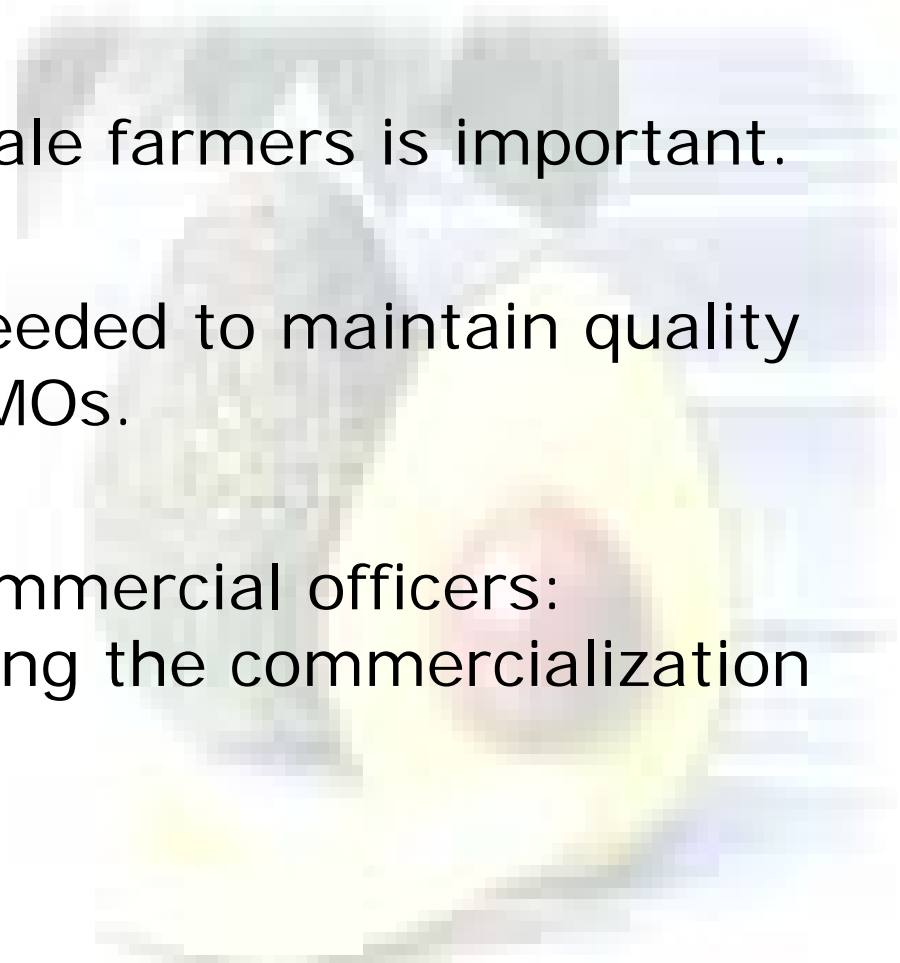 ale farmers is important.
eeded to maintain quality
MOs.
mmercial officers:
ng the commercialization